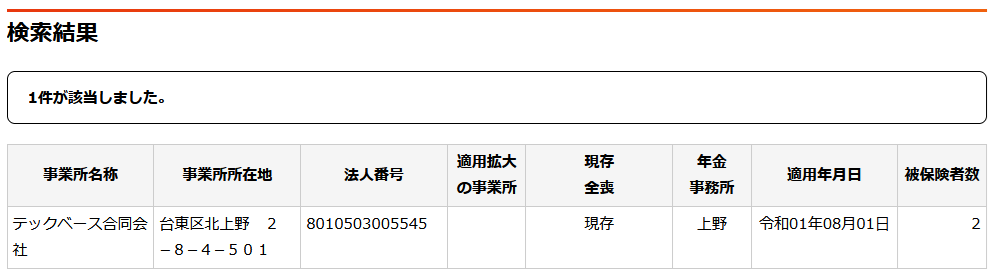 検索結果
1件が該当しました。
事業所名称 事業所所在地 法人番号 適用拡大の事業所 現存全喪 年金事務所 適用年月日 被保険者数
テックベース合同会社 台東区北上野　２－８－４－５０１ 8010503005545 現存 上野 令和01年08月01日 2